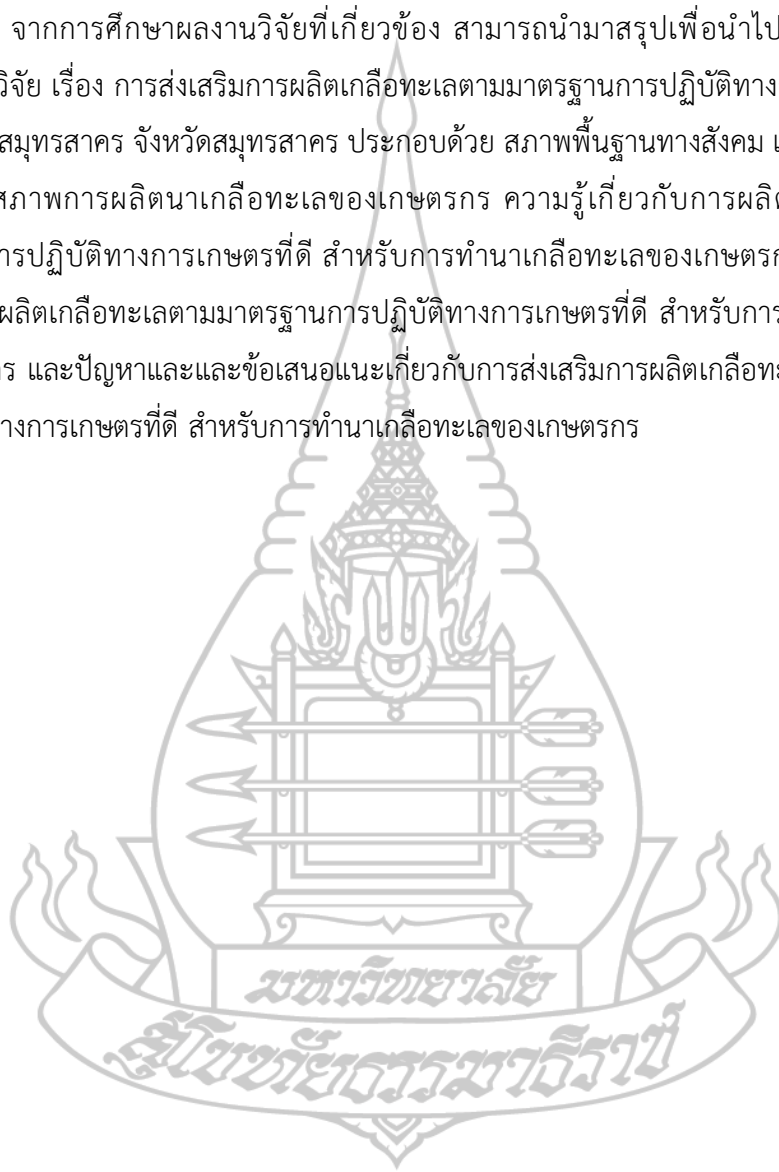 จากการศึกษาผลงานวิจัยที่เกี่ยวข้อง สามารถนำมาสรุปเพื่อนำไป
วิจัย เรื่อง การส่งเสริมการผลิตเกลือทะเลตามมาตรฐานการปฏิบัติทาง
สมุทรสาคร จังหวัดสมุทรสาคร ประกอบด้วย สภาพพื้นฐานทางสังคม
สภาพการผลิตนาเกลือทะเลของเกษตรกร ความรู้เกี่ยวกับการผลิต
การปฏิบัติทางการเกษตรที่ดี สำหรับการทำนาเกลือทะเลของเกษตรก
ผลิตเกลือทะเลตามมาตรฐานการปฏิบัติทางการเกษตรที่ดี สำหรับการ
ร และปัญหาและและข้อเสนอแนะเกี่ยวกับการส่งเสริมการผลิตเกลือทะ
างการเกษตรที่ดี สำหรับการทำนาเกลือทะเลของเกษตรกร
มหาวิทยาลัย
สุโขทัยธรรมาธิราช